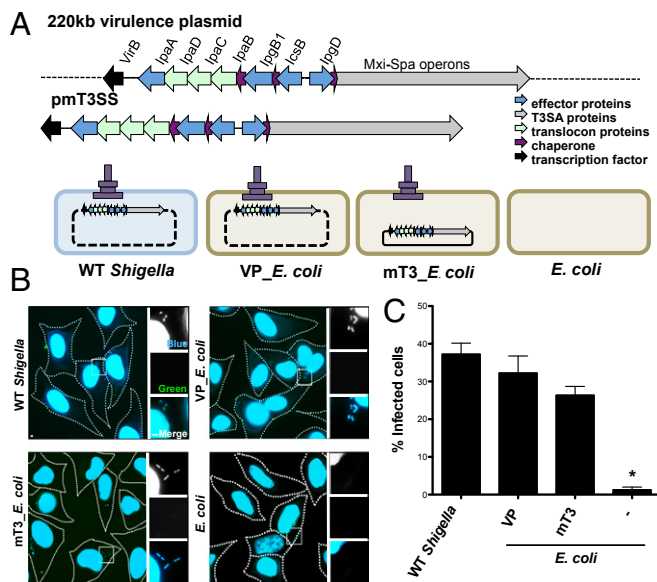 A
220kb virulence plasmid
VirB
IpaA
IpaD
IpaC
IpaB
IpgB1
IcsB
IpgD
Mxi-Spa operons
pmT3SS
effector proteins
T3SA proteins
translocon proteins
chaperone
transcription factor
WT Shigella
VP_E. coli
mT3_E. coli
E. coli
B
WT Shigella
Blue
Green
Merge
VP_E. coli
mT3_E. coli
E. coli
C
% Infected cells
50
40
30
20
10
0
*
WT Shigella
VP
mT3
-
E. coli